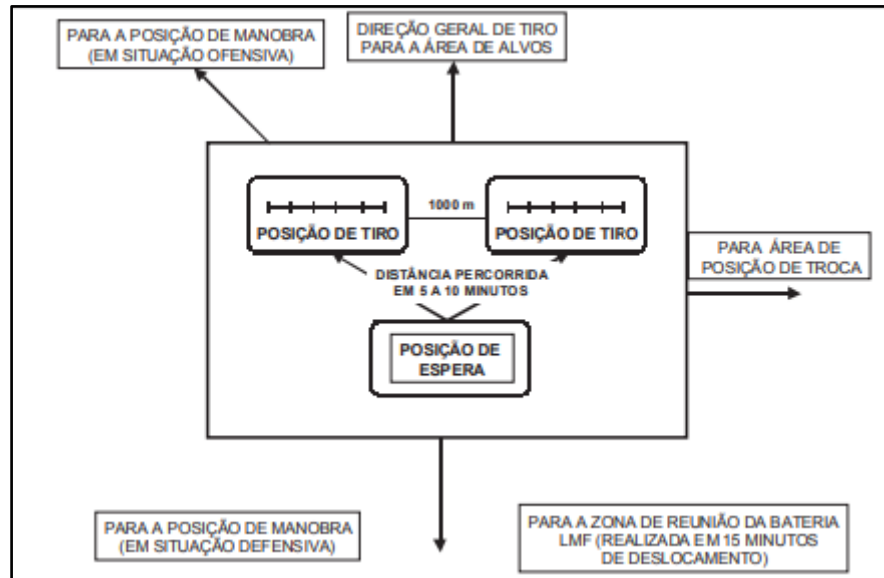 PARA A POSIÇÃO DE MANOBRA
(EM SITUAÇÃO OFENSIVA)
DIREÇÃO GERAL DE TIRO
PARA A ÁREA DE ALVOS
1000 m
POSIÇÃO DE TIRO
POSIÇÃO DE TIRO
DISTÂNCIA PERCORRIDA
EM 5 A 10 MINUTOS
PARA ÁREA DE
POSIÇÃO DE TROCA
POSIÇÃO DE
ESPERA
PARA A POSIÇÃO DE MANOBRA
(EM SITUAÇÃO DEFENSIVA)
PARA A ZONA DE REUNIÃO DA BATERIA
LMF (REALIZADA EM 15 MINUTOS
DE DESLOCAMENTO)